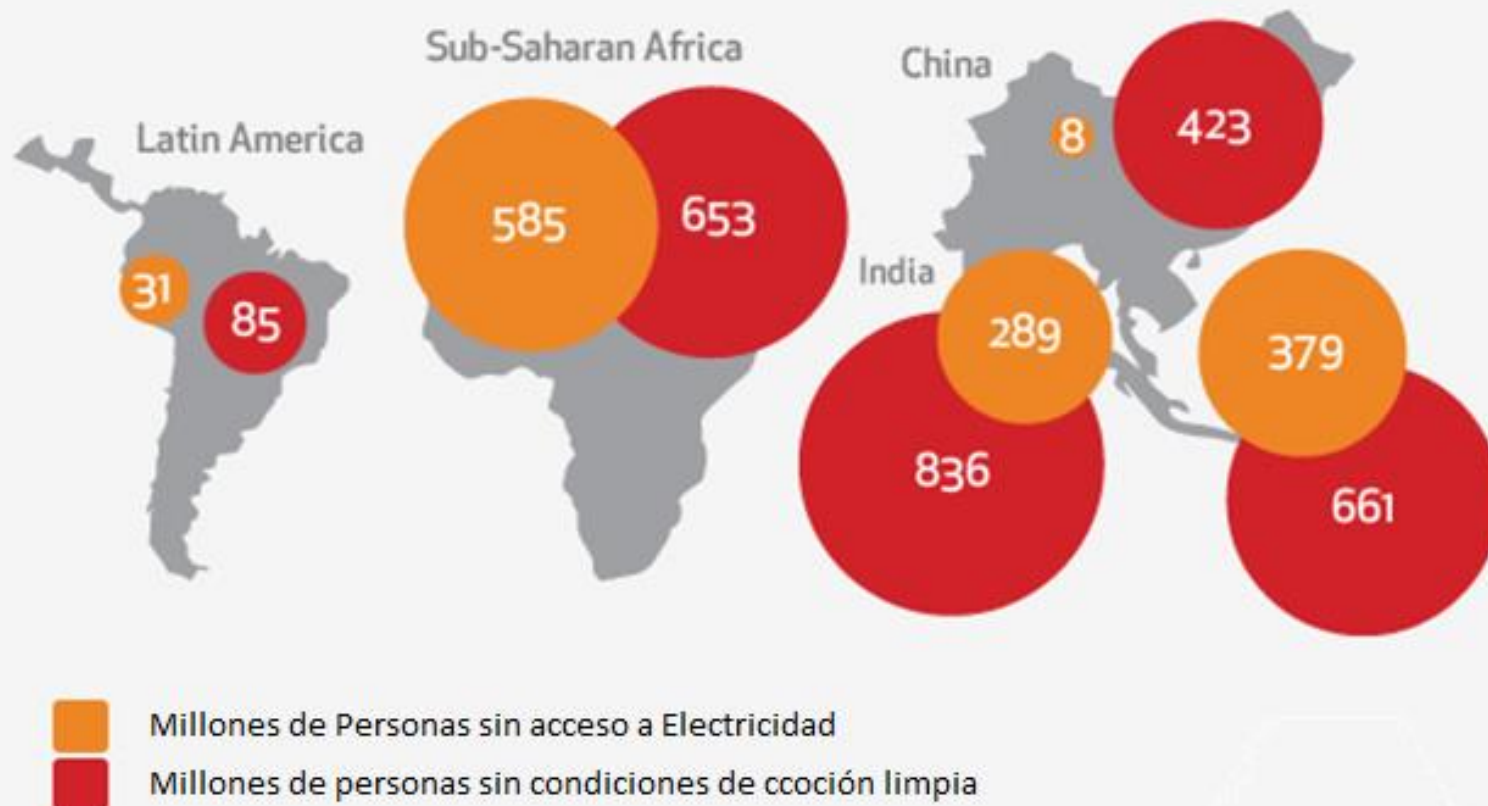 Latin America
31
85
Sub-Saharan Africa
585
653
China
8
423
India
289
836
379
661
Millones de Personas sin acceso a Electricidad
Millones de personas sin condiciones de ccoción limpia